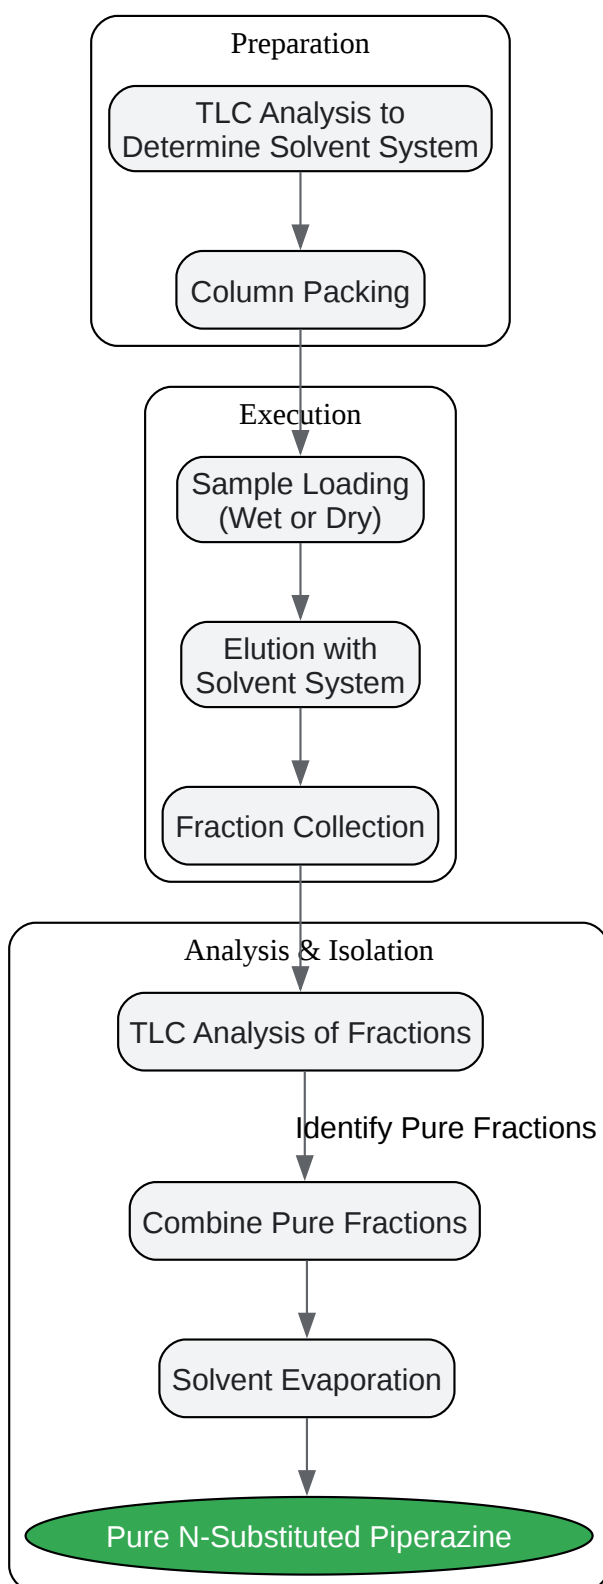 Preparation
TLC Analysis to
Determine Solvent System
Column Packing
Execution
Sample Loading
(Wet or Dry)
Elution with
Solvent System
Fraction Collection
Analysis & Isolation
TLC Analysis of Fractions
Identify Pure Fractions
Combine Pure Fractions
Solvent Evaporation
Pure N-Substituted Piperazine